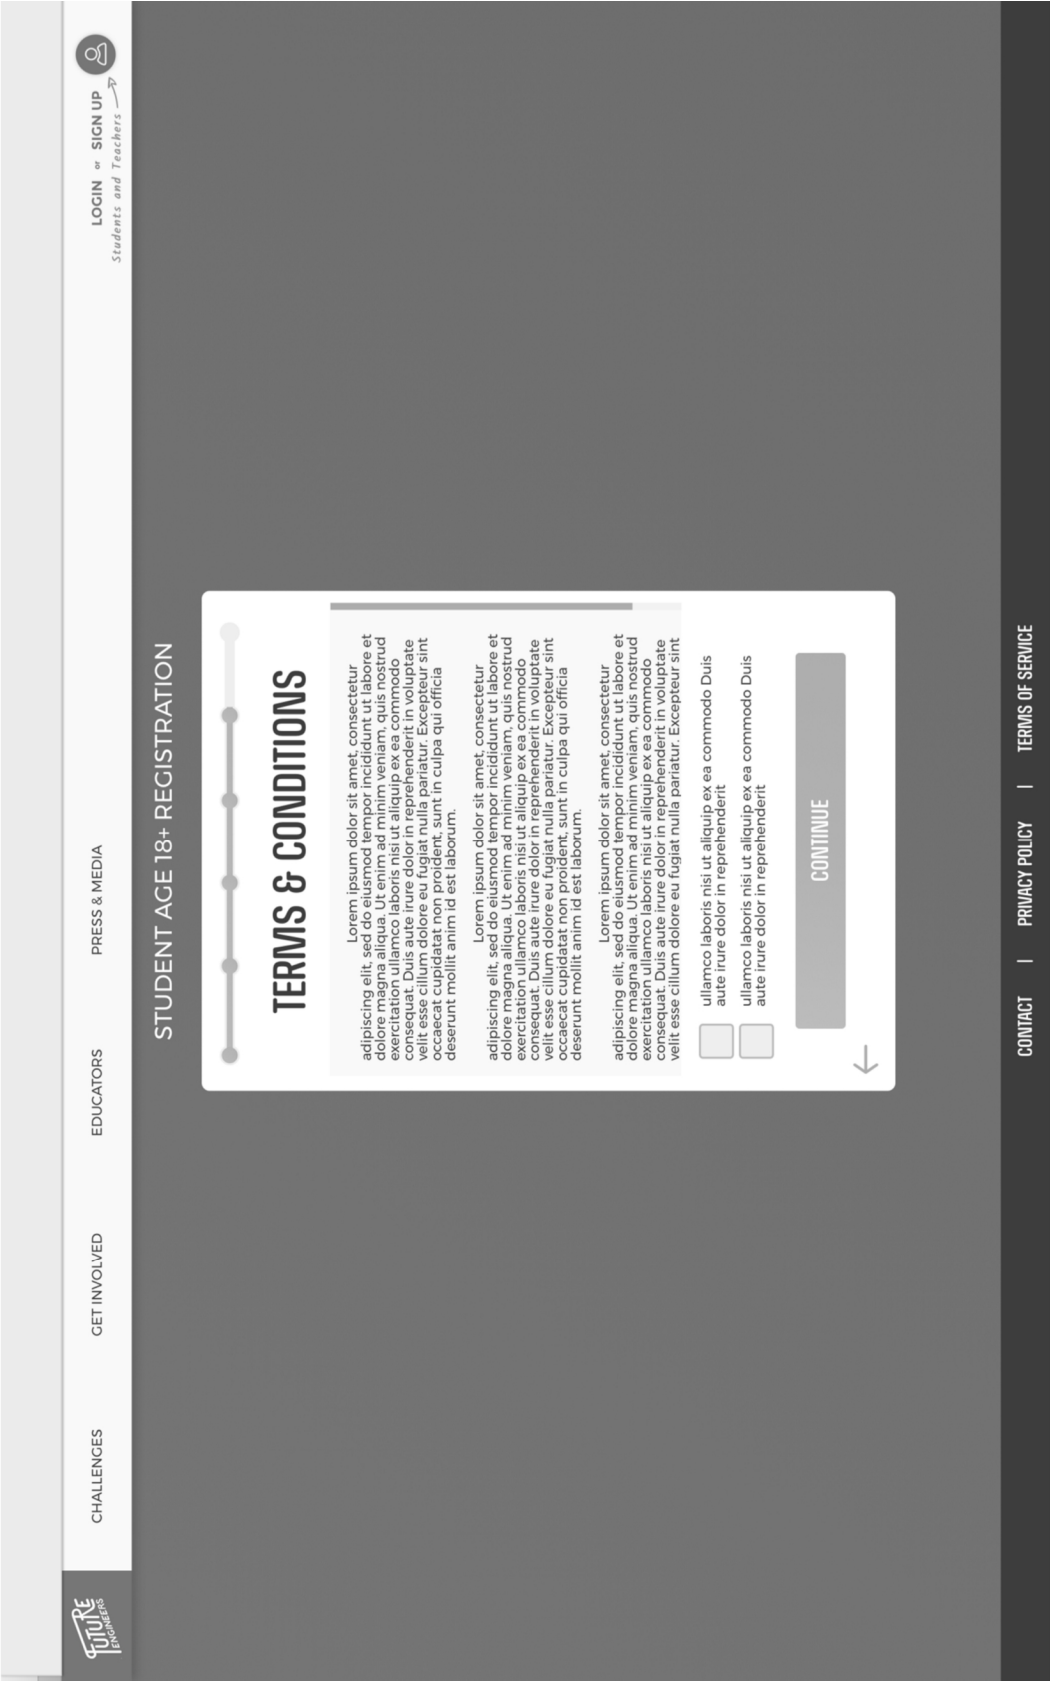 FUTURE
ENGINEERS
CHALLENGES
GET INVOLVED
EDUCATORS
PRESS & MEDIA
LOGIN or SIGN UP
Students and Teachers
STUDENT AGE 18+ REGISTRATION
TERMS & CONDITIONS
Lorem ipsum dolor sit amet, consectetur
adipiscing elit, sed do eiusmod tempor incididunt ut labore et
dolore magna aliqua. Ut enim ad minim veniam, quis nostrud
exercitation ullamco laboris nisi ut aliquip ex ea commodo
consequat. Duis aute irure dolor in reprehenderit in voluptate
velit esse cillum dolore eu fugiat nulla pariatur. Excepteur sint
occaecat cupidatat non proident, sunt in culpa qui officia
deserunt mollit anim id est laborum.
Lorem ipsum dolor sit amet, consectetur
adipiscing elit, sed do eiusmod tempor incididunt ut labore et
dolore magna aliqua. Ut enim ad minim veniam, quis nostrud
exercitation ullamco laboris nisi ut aliquip ex ea commodo
consequat. Duis aute irure dolor in reprehenderit in voluptate
velit esse cillum dolore eu fugiat nulla pariatur. Excepteur sint
occaecat cupidatat non proident, sunt in culpa qui officia
deserunt mollit anim id est laborum.
Lorem ipsum dolor sit amet, consectetur
adipiscing elit, sed do eiusmod tempor incididunt ut labore et
dolore magna aliqua. Ut enim ad minim veniam, quis nostrud
exercitation ullamco laboris nisi ut aliquip ex ea commodo
consequat. Duis aute irure dolor in reprehenderit in voluptate
velit esse cillum dolore eu fugiat nulla pariatur. Excepteur sint
ullamco laboris nisi ut aliquip ex ea commodo Duis
aute irure dolor in reprehenderit
ullamco laboris nisi ut aliquip ex ea commodo Duis
aute irure dolor in reprehenderit
CONTINUE
CONTACT | PRIVACY POLICY | TERMS OF SERVICE